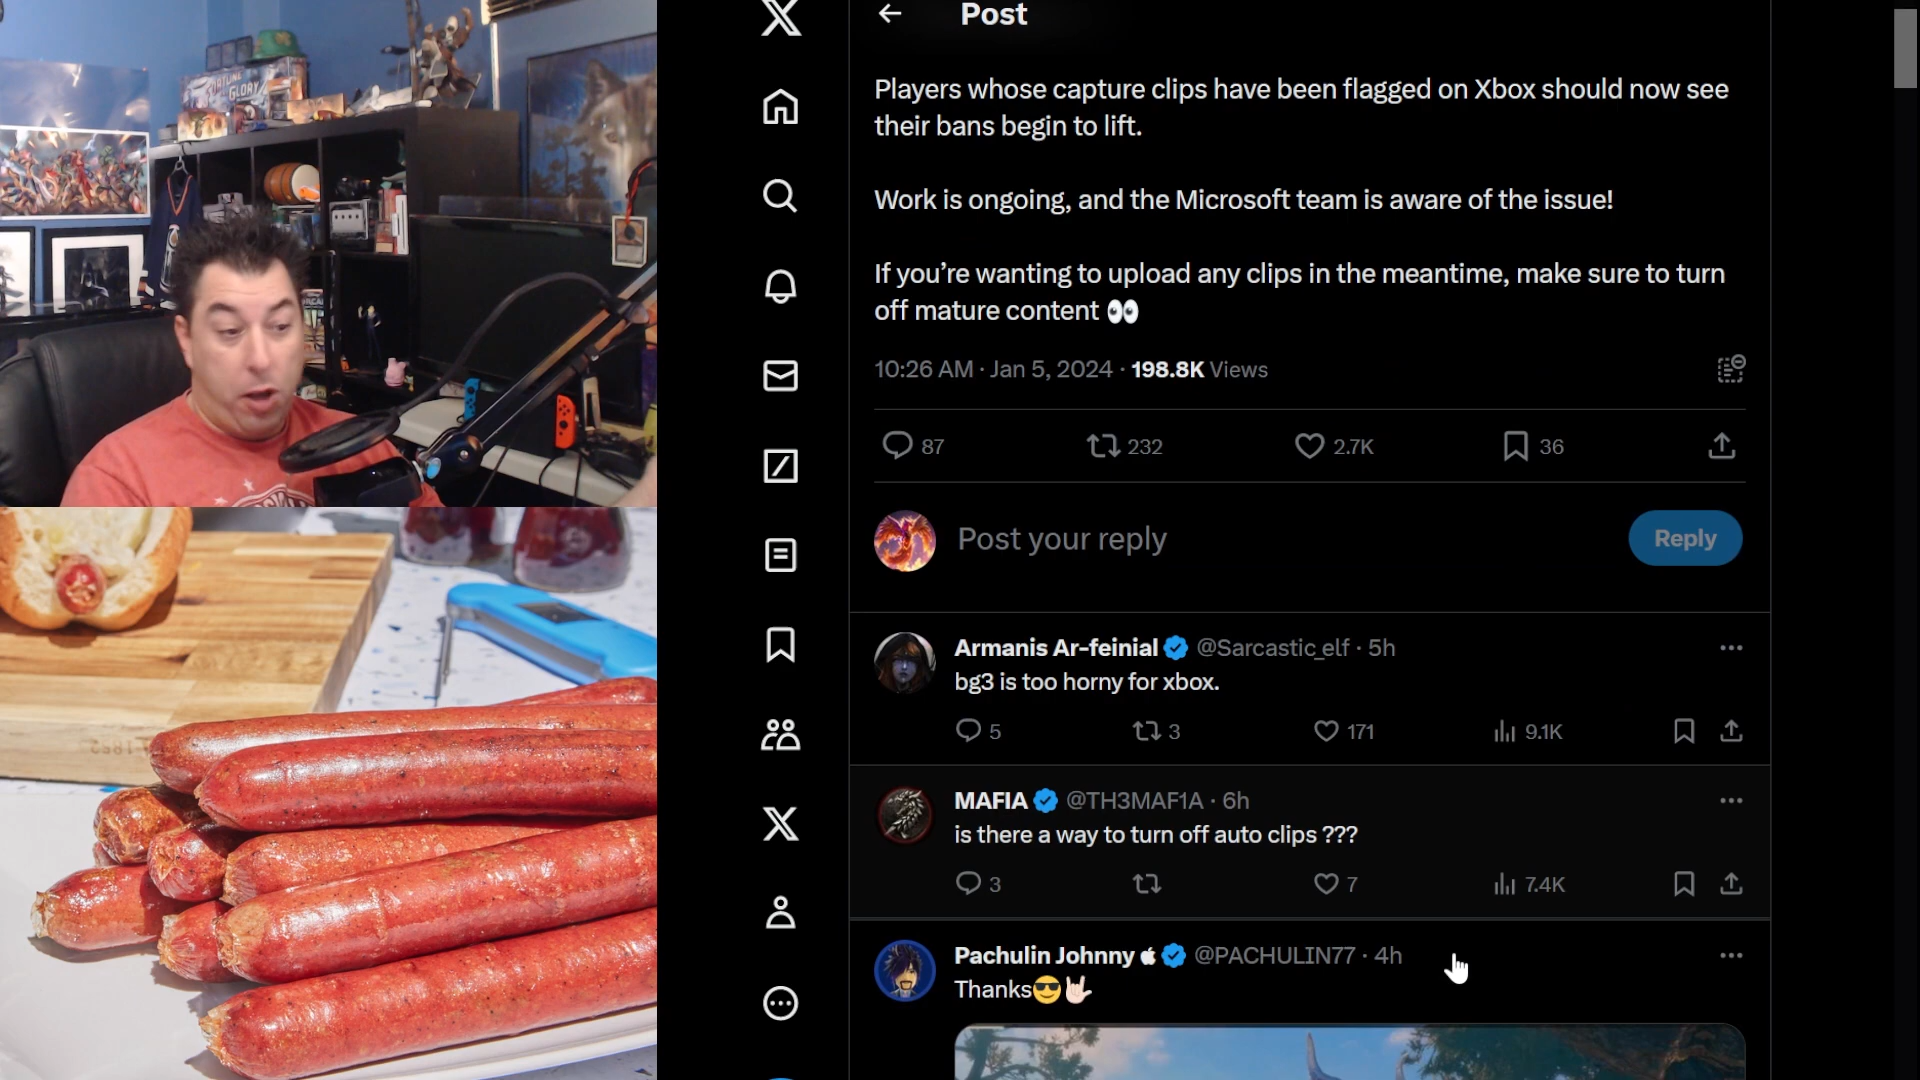 FORTUNE
GLORY
Post
Players whose capture clips have been flagged on Xbox should now see
their bans begin to lift.
Work is ongoing, and the Microsoft team is aware of the issue!
If you’re wanting to upload any clips in the meantime, make sure to turn
off mature content 👀
10:26 AM · Jan 5, 2024 · 198.8K Views
87 232 2.7K 36
Post your reply
Reply
Armanis Ar-feinial @Sarcastic_elf · 5h
bg3 is too horny for xbox.
5 3 171 9.1K
MAFIA @TH3MAF1A · 6h
is there a way to turn off auto clips ???
3 7 7.4K
Pachulin Johnny @PACHULIN77 · 4h
Thanks😎🤟🏻